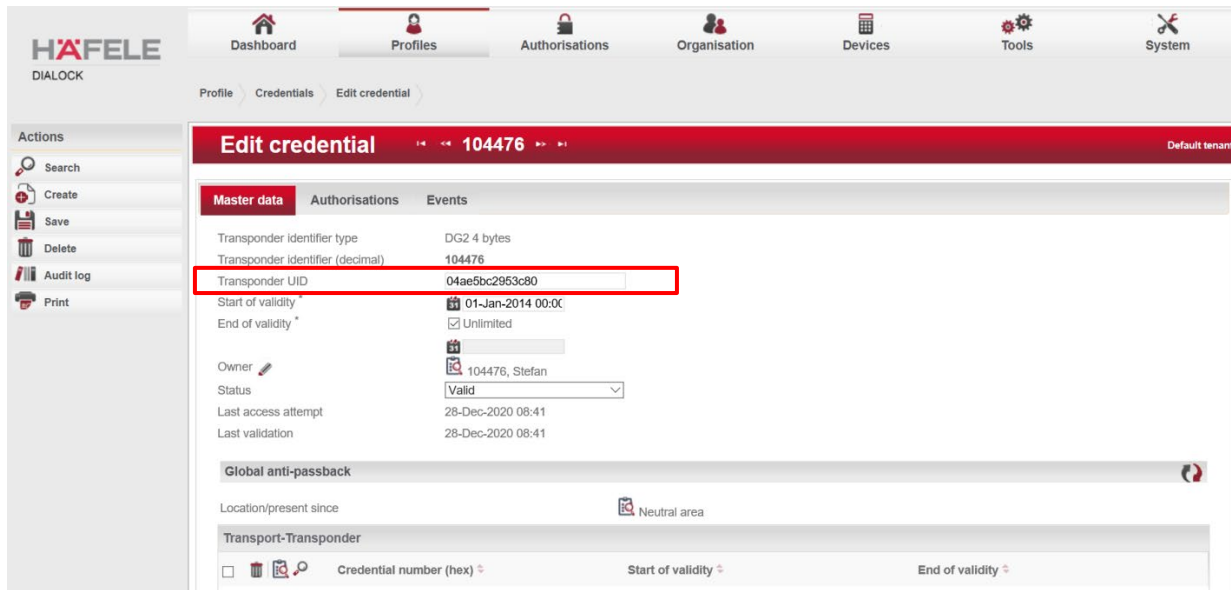 HÄFELE
DIALOCK
Dashboard Profiles Authorisations Organisation Devices Tools System
Profile Credentials Edit credential
Actions
Search
Create
Save
Delete
Audit log
Print
Edit credential 104476 Default tenant
Master data Authorisations Events
Transponder identifier type DG2 4 bytes
Transponder identifier (decimal) 104476
Transponder UID 04ae5bc2953c80
Start of validity * 31 01-Jan-2014 00:00
End of validity * Unlimited
31
Owner 104476, Stefan
Status Valid
Last access attempt 28-Dec-2020 08:41
Last validation 28-Dec-2020 08:41
Global anti-passback
Location/present since Neutral area
Transport-Transponder
Credential number (hex) Start of validity End of validity